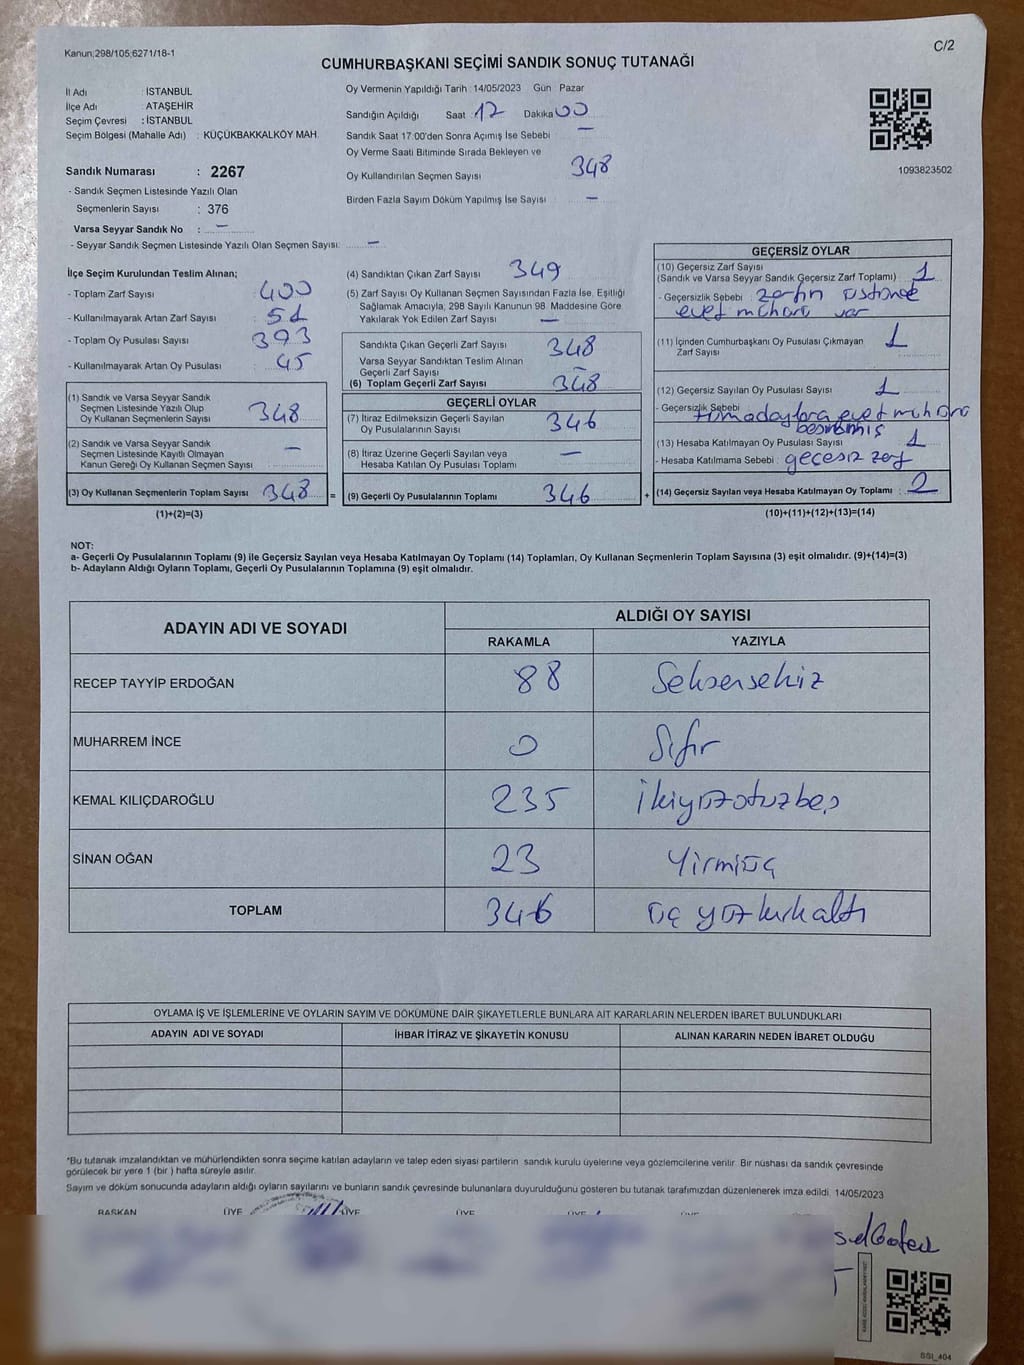 Kanun:298/105;6271/18-1
C/2
CUMHURBAŞKANI SEÇİMİ SANDIK SONUÇ TUTANAĞI
İl Adı : İSTANBUL
İlçe Adı : ATAŞEHİR
Seçim Çevresi : İSTANBUL
Seçim Bölgesi (Mahalle Adı) : KÜÇÜKBAKKALKÖY MAH.
Sandık Numarası : 2267
- Sandık Seçmen Listesinde Yazılı Olan
Seçmenlerin Sayısı : 376
Varsa Seyyar Sandık No : –
- Seyyar Sandık Seçmen Listesinde Yazılı Olan Seçmen Sayısı: –
Oy Vermenin Yapıldığı Tarih 14/05/2023 Gün Pazar
Sandığın Açıldığı Saat 17 Dakika 00
Sandık Saat 17:00'den Sonra Açımış İse Sebebi –
Oy Verme Saati Bitiminde Sırada Bekleyen ve
Oy Kullandırılan Seçmen Sayısı 348
Birden Fazla Sayım Döküm Yapılmış İse Sayısı –
1093823502
İlçe Seçim Kurulundan Teslim Alınan;
- Toplam Zarf Sayısı : 400
- Kullanılmayarak Artan Zarf Sayısı : 51
- Toplam Oy Pusulası Sayısı : 393
- Kullanılmayarak Artan Oy Pusulası : 45
(1) Sandık ve Varsa Seyyar Sandık
Seçmen Listesinde Yazılı Olup
Oy Kullanan Seçmenlerin Sayısı 348
(2) Sandık ve Varsa Seyyar Sandık
Seçmen Listesinde Kayıtlı Olmayan
Kanun Gereği Oy Kullanan Seçmen Sayısı –
(3) Oy Kullanan Seçmenlerin Toplam Sayısı 348 =
(1)+(2)=(3)
(4) Sandıktan Çıkan Zarf Sayısı 349
(5) Zarf Sayısı Oy Kullanan Seçmen Sayısından Fazla İse, Eşitliği
Sağlamak Amacıyla, 298 Sayılı Kanunun 98. Maddesine Göre
Yakılarak Yok Edilen Zarf Sayısı –
Sandıkta Çıkan Geçerli Zarf Sayısı 348
Varsa Seyyar Sandıktan Teslim Alınan
Geçerli Zarf Sayısı –
(6) Toplam Geçerli Zarf Sayısı 348
GEÇERLİ OYLAR
(7) İtiraz Edilmeksizin Geçerli Sayılan
Oy Pusulalarının Sayısı 346
(8) İtiraz Üzerine Geçerli Sayılan veya
Hesaba Katılan Oy Pusulası Toplamı –
(9) Geçerli Oy Pusulalarının Toplamı 346 +
GEÇERSİZ OYLAR
(10) Geçersiz Zarf Sayısı
(Sandık ve Varsa Seyyar Sandık Geçersiz Zarf Toplamı) 1
- Geçersizlik Sebebi : zarfın üstünde
evet mührü var
(11) İçinden Cumhurbaşkanı Oy Pusulası Çıkmayan
Zarf Sayısı 1
(12) Geçersiz Sayılan Oy Pusulası Sayısı 1
- Geçersizlik Sebebi
tüm adaylara evet mührü
basılmış
(13) Hesaba Katılmayan Oy Pusulası Sayısı 1
- Hesaba Katılmama Sebebi : geçesiz zarf
(14) Geçersiz Sayılan veya Hesaba Katılmayan Oy Toplamı : 2
(10)+(11)+(12)+(13)=(14)
NOT:
a- Geçerli Oy Pusulalarının Toplamı (9) ile Geçersiz Sayılan veya Hesaba Katılmayan Oy Toplamı (14) Toplamları, Oy Kullanan Seçmenlerin Toplam Sayısına (3) eşit olmalıdır. (9)+(14)=(3)
b- Adayların Aldığı Oyların Toplamı, Geçerli Oy Pusulalarının Toplamına (9) eşit olmalıdır.
ADAYIN ADI VE SOYADI ALDIĞI OY SAYISI
RAKAMLA YAZIYLA
RECEP TAYYİP ERDOĞAN 88 Seksensekiz
MUHARREM İNCE 0 Sıfır
KEMAL KILIÇDAROĞLU 235 ikiyüzotuzbeş
SİNAN OĞAN 23 Yirmiüç
TOPLAM 346 üç yüz kırkaltı
OYLAMA İŞ VE İŞLEMLERİNE VE OYLARIN SAYIM VE DÖKÜMÜNE DAİR ŞİKAYETLERLE BUNLARA AİT KARARLARIN NELERDEN İBARET BULUNDUKLARI
ADAYIN ADI VE SOYADI İHBAR İTİRAZ VE ŞİKAYETİN KONUSU ALINAN KARARIN NEDEN İBARET OLDUĞU
*Bu tutanak imzalandıktan ve mühürlendikten sonra seçime katılan adayların ve talep eden siyasi partilerin sandık kurulu üyelerine veya gözlemcilerine verilir. Bir nüshası da sandık çevresinde
görülecek bir yere 1 (bir) hafta süreyle asılır.
Sayım ve döküm sonucunda adayların aldığı oyların sayılarını ve bunların sandık çevresinde bulunanlara duyurulduğunu gösteren bu tutanak tarafımızdan düzenlenerek imza edildi. 14/05/2023
BAŞKAN ÜYE ÜYE ÜYE ÜYE
SSI_404